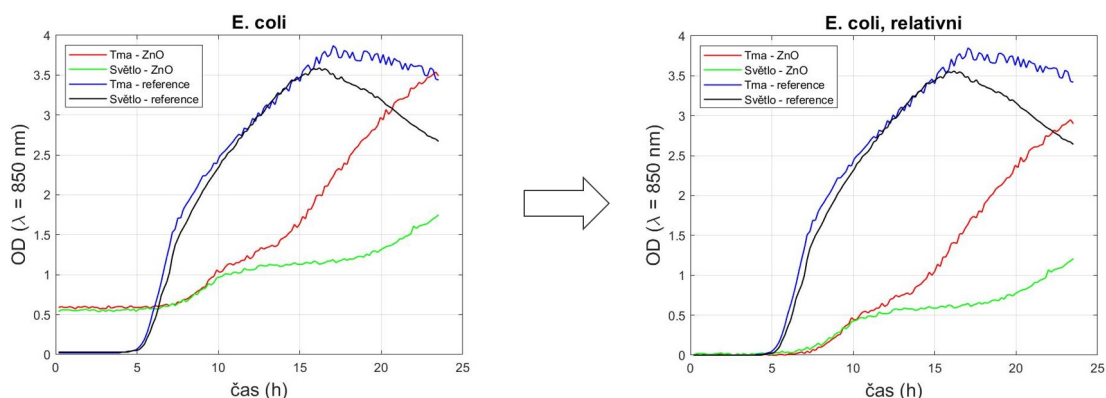 E. coli
Tma - ZnO
Světlo - ZnO
Tma - reference
Světlo - reference
OD (λ = 850 nm)
4
3.5
3
2.5
2
1.5
1
0.5
0
0
5
10
15
20
25
čas (h)
E. coli, relativni
Tma - ZnO
Světlo - ZnO
Tma - reference
Světlo - reference
OD (λ = 850 nm)
4
3.5
3
2.5
2
1.5
1
0.5
0
0
5
10
15
20
25
čas (h)